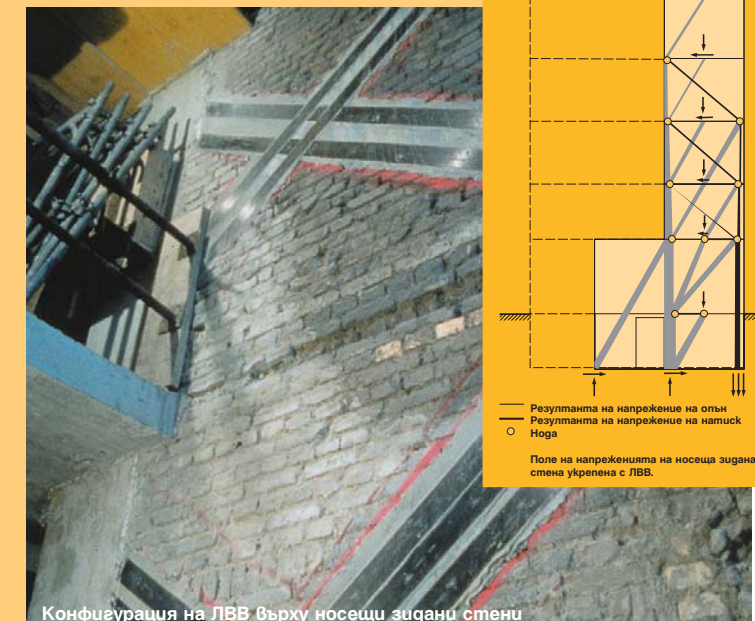 Резултанта на напрежение на опън
Резултанта на напрежение на натиск
Нода
Поле на напреженията на носеща зидана
стена укрепена с ЛВВ.
Конфигурация на ЛВВ върху носещи зидани стени